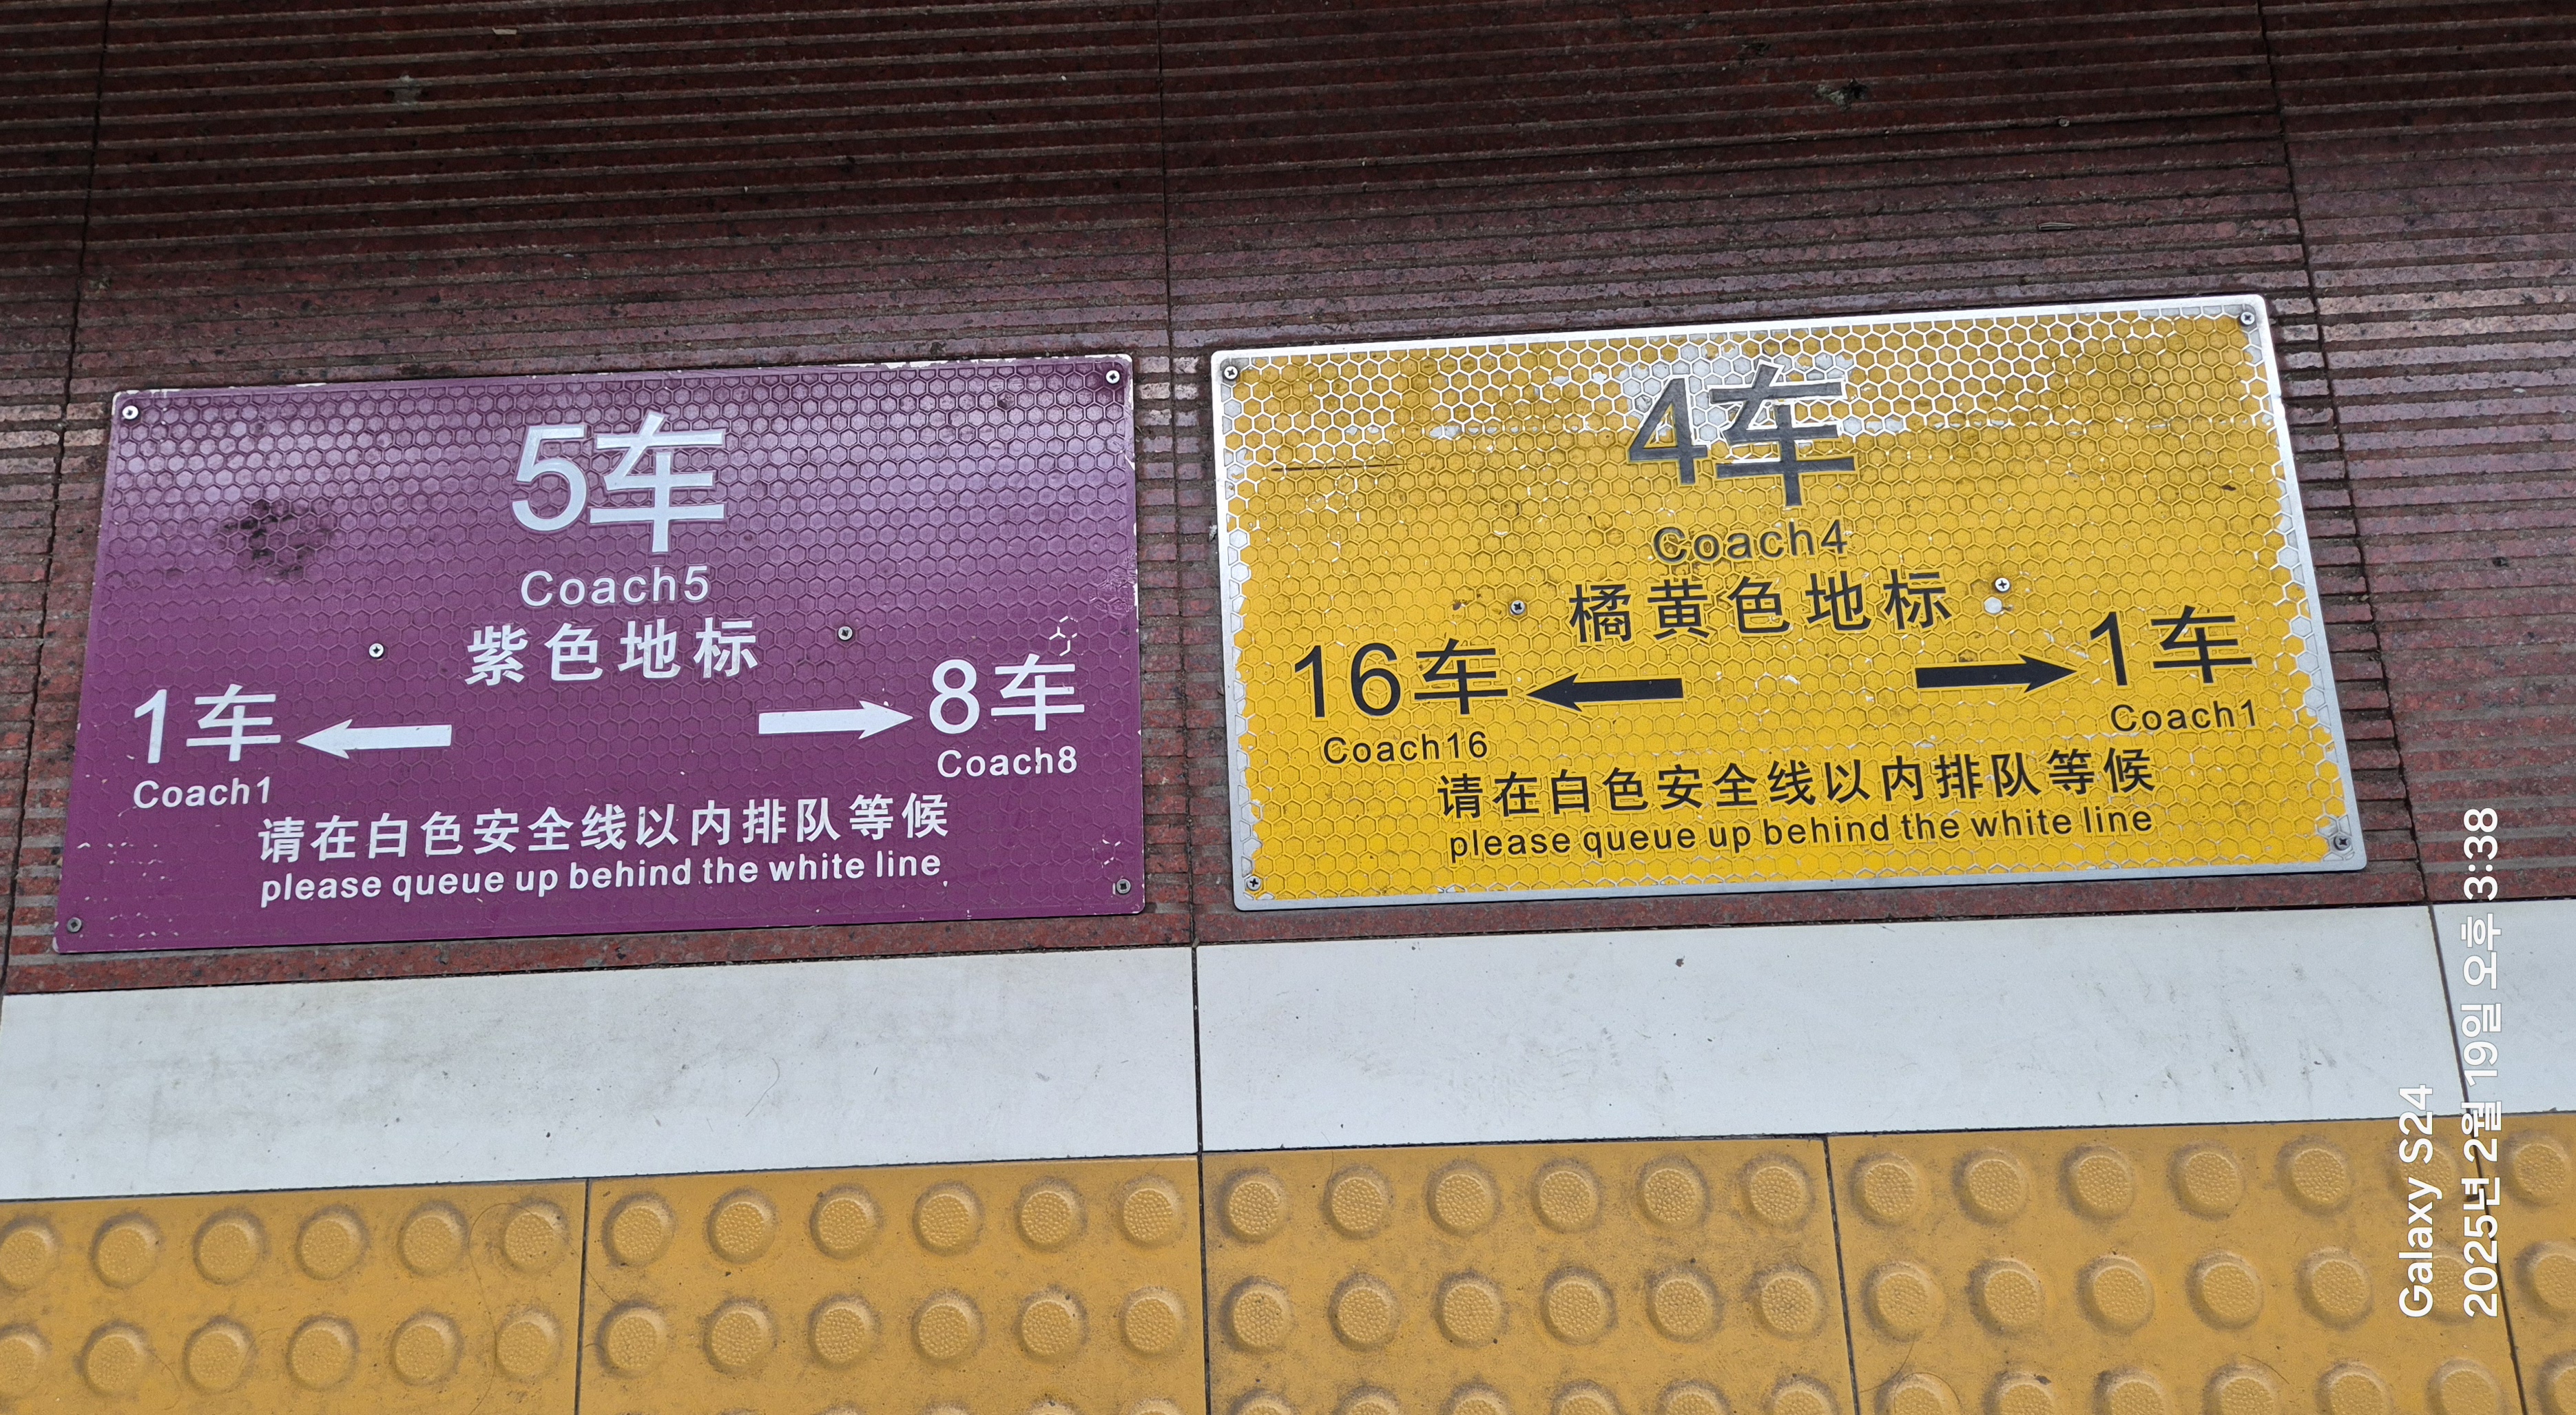 5车
Coach5
紫色地标
1车
Coach1
8车
Coach8
请在白色安全线以内排队等候
please queue up behind the white line
4车
Coach4
橘黄色地标
16车
Coach16
1车
Coach1
请在白色安全线以内排队等候
please queue up behind the white line
Galaxy S24
2025년 2월 19일 오후 3:38